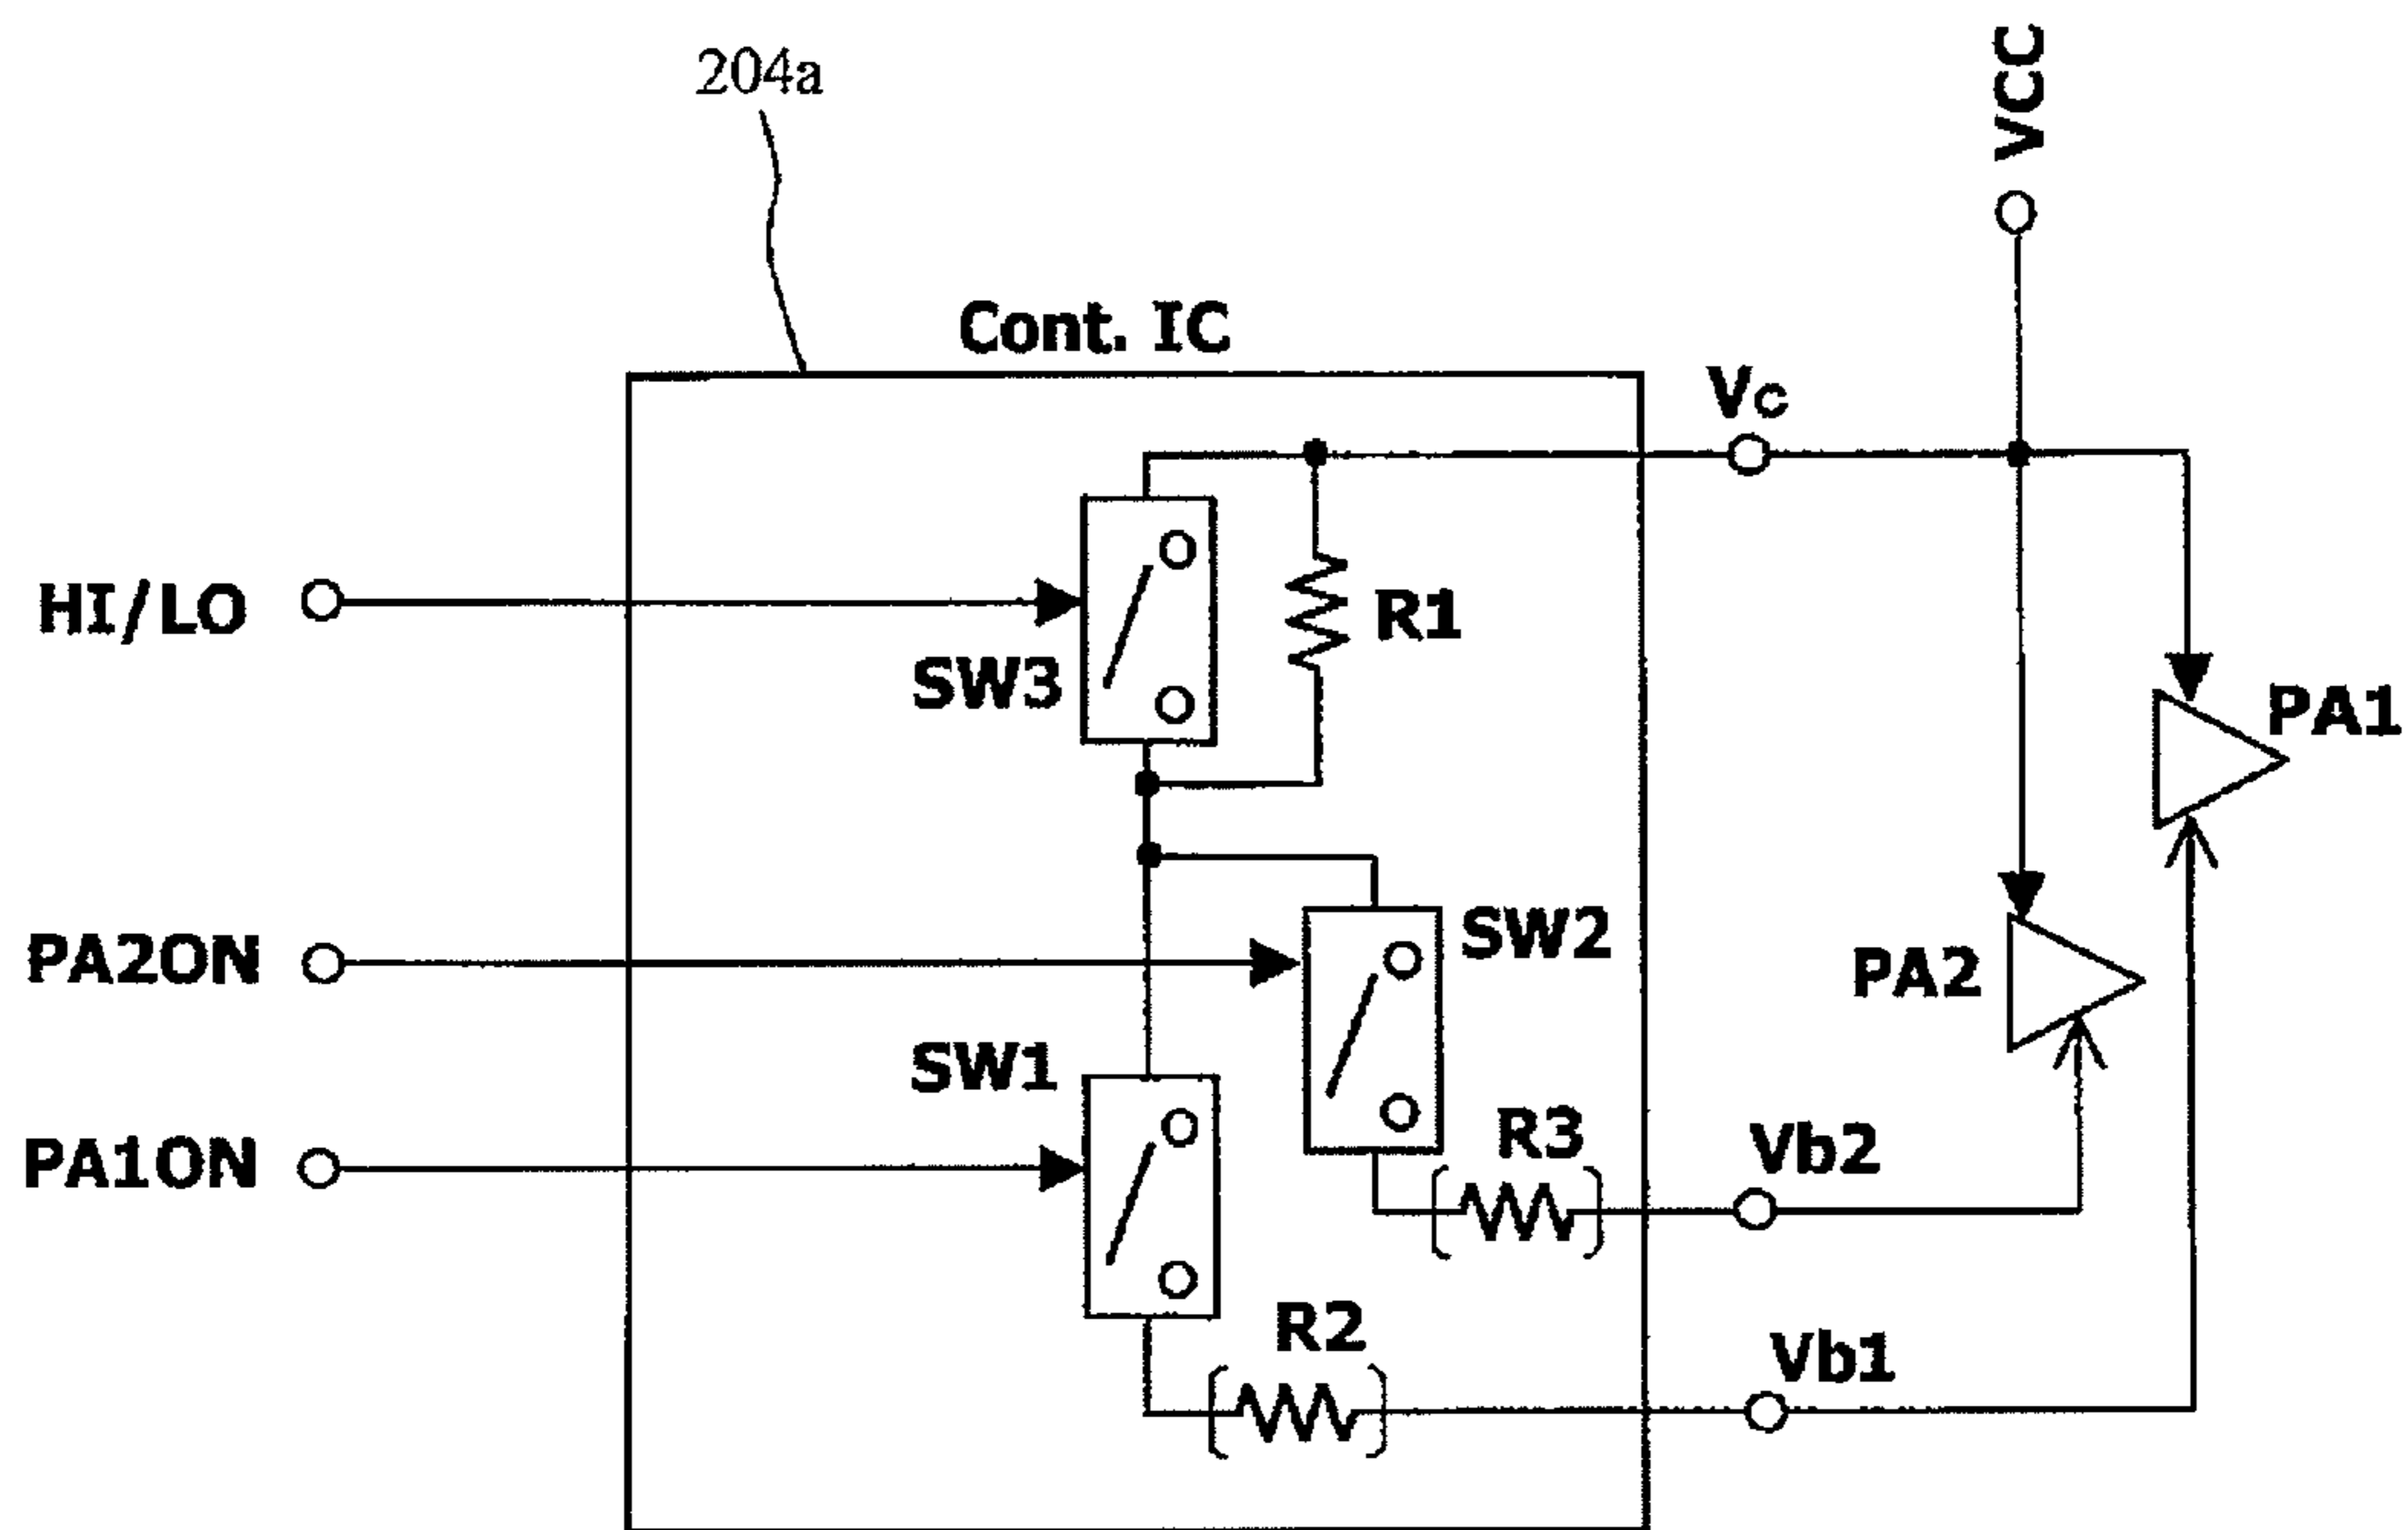 204a
VCC
Cont. IC
Vc
HI/LO
R1
SW3
PA1
PA2ON
SW2
PA2
SW1
R3
Vb2
PA1ON
R2
Vb1